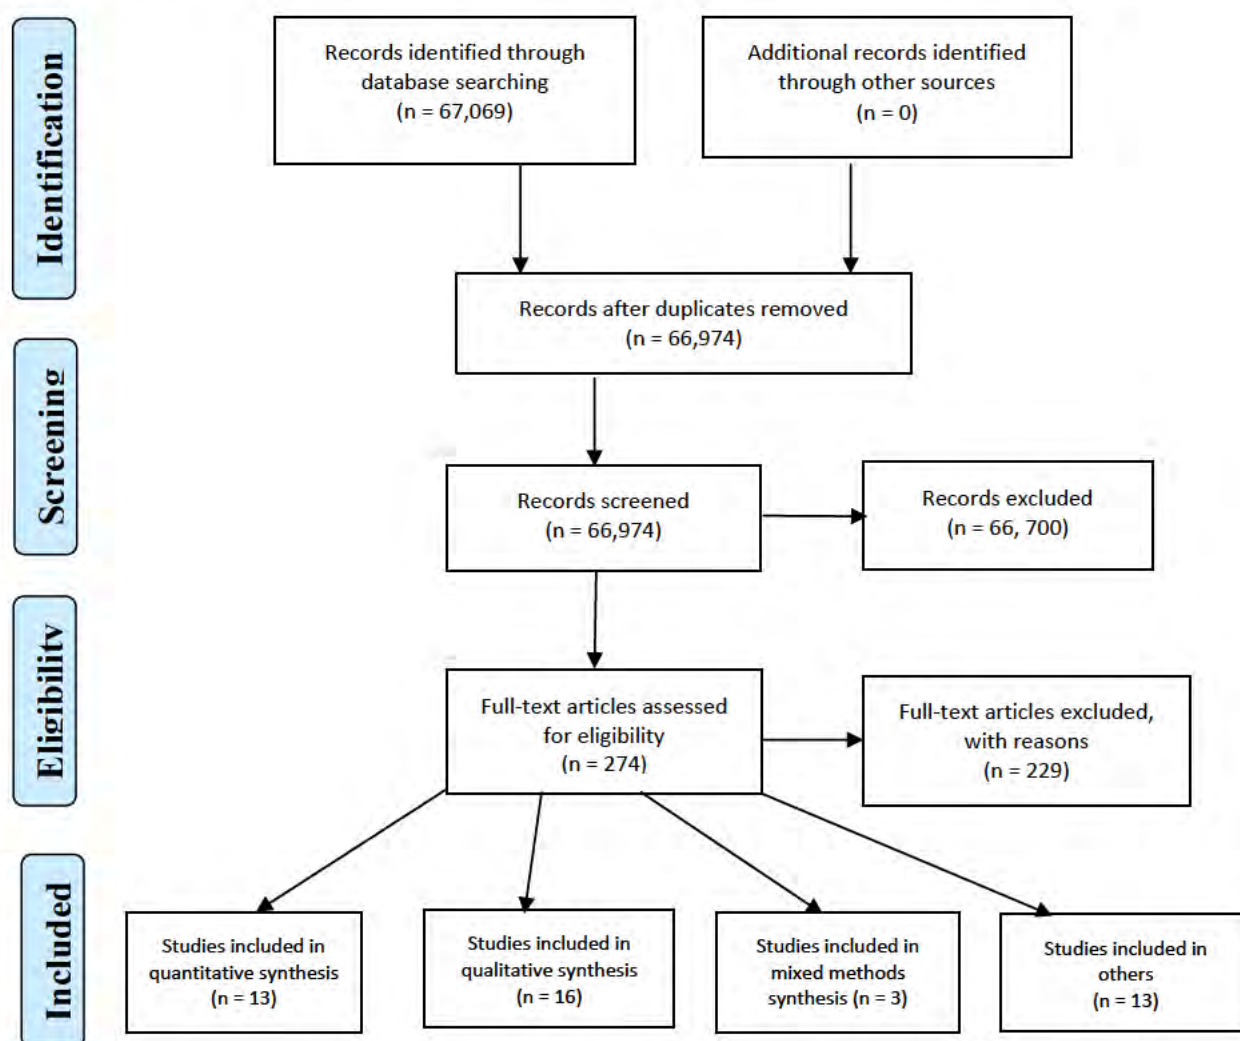 Identification
Records identified through
database searching
(n = 67,069)
Additional records identified
through other sources
(n = 0)
Records after duplicates removed
(n = 66,974)
Screening
Records screened
(n = 66,974)
Records excluded
(n = 66, 700)
Eligibility
Full-text articles assessed
for eligibility
(n = 274)
Full-text articles excluded,
with reasons
(n = 229)
Included
Studies included in
quantitative synthesis
(n = 13)
Studies included in
qualitative synthesis
(n = 16)
Studies included in
mixed methods
synthesis (n = 3)
Studies included in
others
(n = 13)